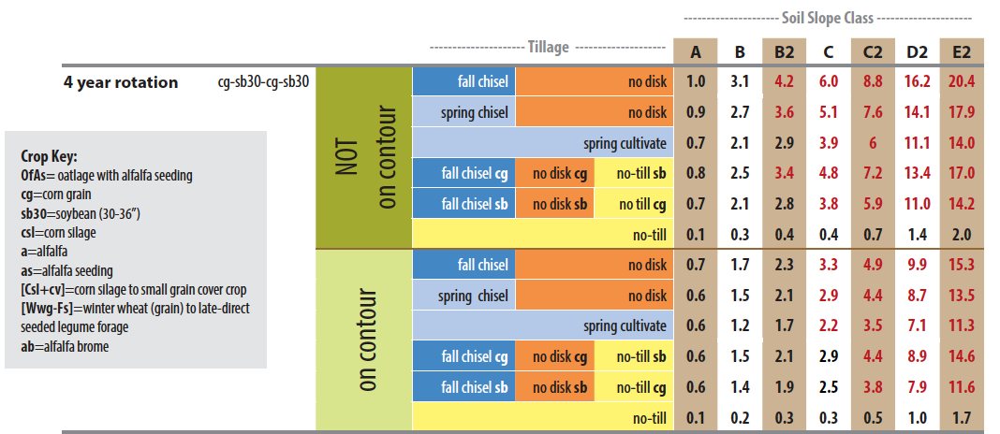 -------------------- Soil Slope Class --------------------
-------------------- Tillage --------------------
A B B2 C C2 D2 E2
4 year rotation cg-sb30-cg-sb30
NOT
on contour
fall chisel no disk 1.0 3.1 4.2 6.0 8.8 16.2 20.4
spring chisel no disk 0.9 2.7 3.6 5.1 7.6 14.1 17.9
spring cultivate 0.7 2.1 2.9 3.9 6 11.1 14.0
fall chisel cg no disk cg no-till sb 0.8 2.5 3.4 4.8 7.2 13.4 17.0
fall chisel sb no disk sb no till cg 0.7 2.1 2.8 3.8 5.9 11.0 14.2
no-till 0.1 0.3 0.4 0.4 0.7 1.4 2.0
on contour
fall chisel no disk 0.7 1.7 2.3 3.3 4.9 9.9 15.3
spring chisel no disk 0.6 1.5 2.1 2.9 4.4 8.7 13.5
spring cultivate 0.6 1.2 1.7 2.2 3.5 7.1 11.3
fall chisel cg no disk cg no-till sb 0.6 1.5 2.1 2.9 4.4 8.9 14.6
fall chisel sb no disk sb no-till cg 0.6 1.4 1.9 2.5 3.8 7.9 11.6
no-till 0.1 0.2 0.3 0.3 0.5 1.0 1.7
Crop Key:
OfAs= oatlage with alfalfa seeding
cg=corn grain
sb30=soybean (30-36”)
csl=corn silage
a=alfalfa
as=alfalfa seeding
[Csl+cv]=corn silage to small grain cover crop
[Wwg-Fs]=winter wheat (grain) to late-direct
seeded legume forage
ab=alfalfa brome